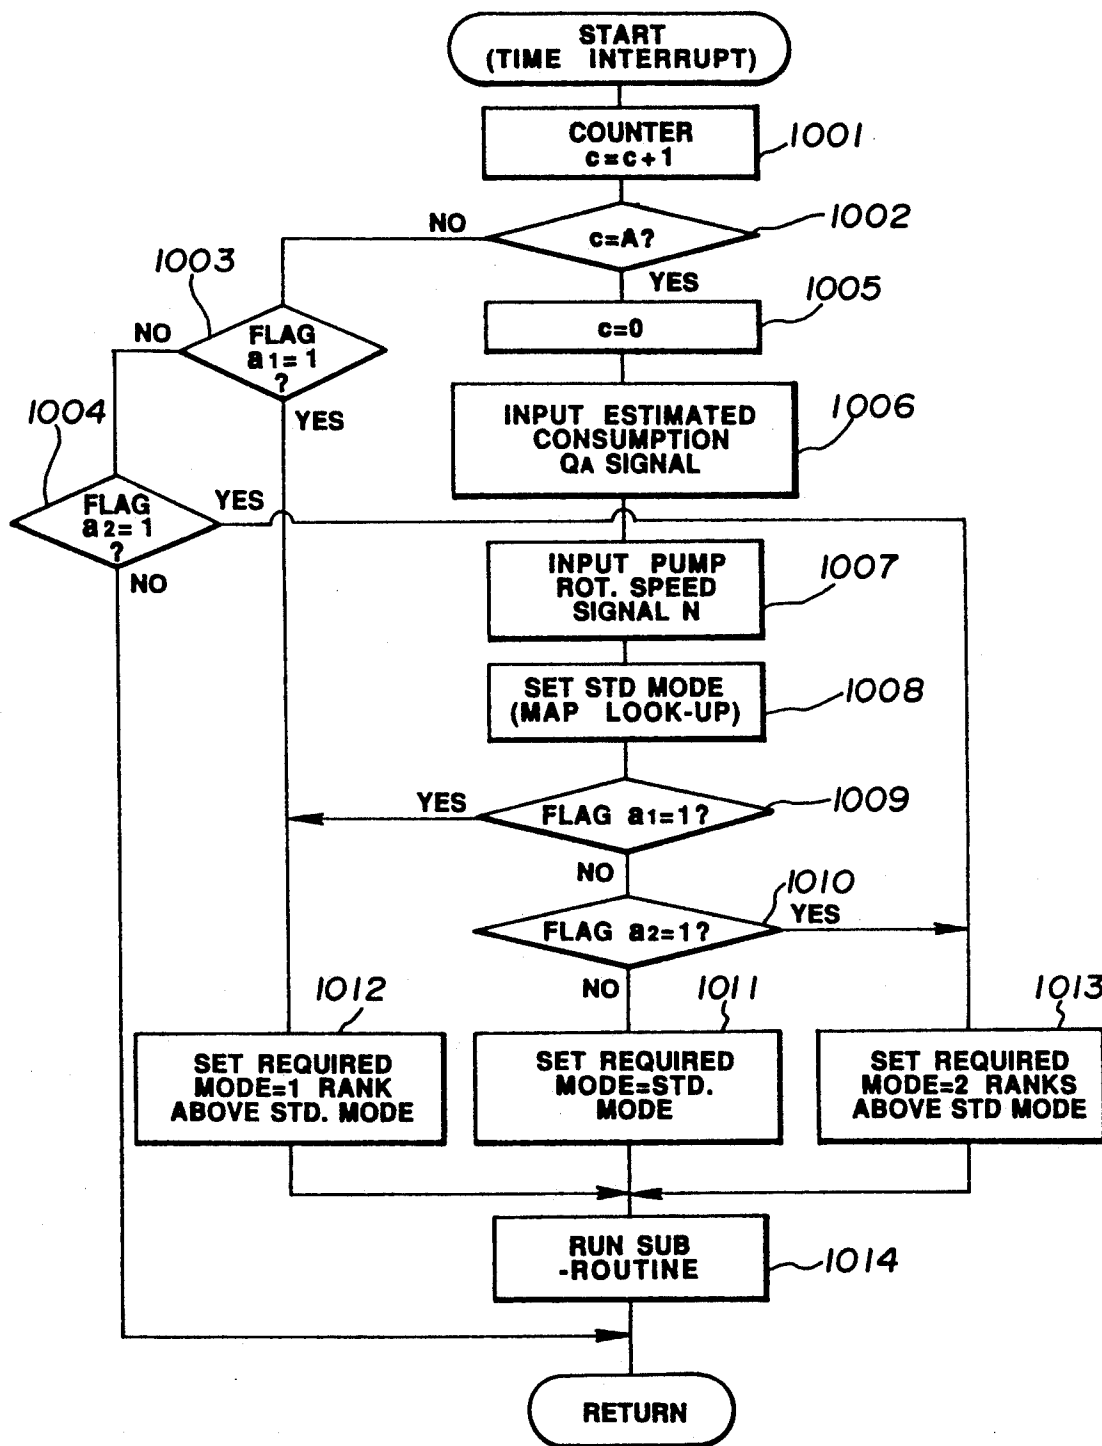 START
(TIME INTERRUPT)
COUNTER
c=c+1
1001
c=A?
1002
NO
YES
1003
FLAG
a1=1
?
NO
YES
c=0
1005
1004
FLAG
a2=1
?
YES
NO
INPUT ESTIMATED
CONSUMPTION
QA SIGNAL
1006
INPUT PUMP
ROT. SPEED
SIGNAL N
1007
SET STD MODE
(MAP LOOK-UP)
1008
YES
FLAG a1=1?
1009
NO
FLAG a2=1?
1010
YES
NO
1012
SET REQUIRED
MODE=1 RANK
ABOVE STD. MODE
1011
SET REQUIRED
MODE=STD.
MODE
1013
SET REQUIRED
MODE=2 RANKS
ABOVE STD MODE
RUN SUB
-ROUTINE
1014
RETURN